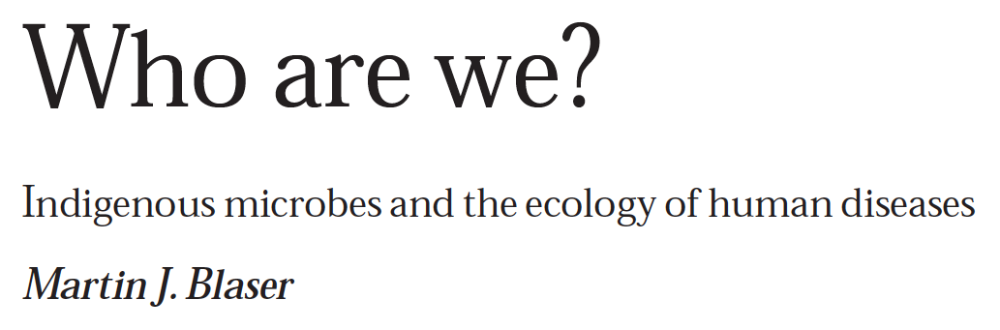 Who are we?
Indigenous microbes and the ecology of human diseases
Martin J. Blaser